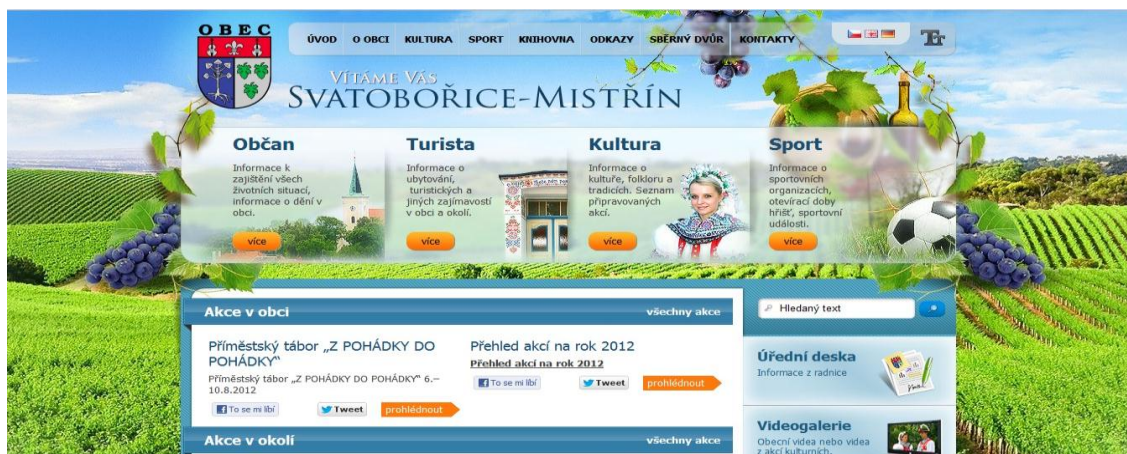 OBEC
ÚVOD O OBCI KULTURA SPORT KNIHOVNA ODKAZY SBĚRNÝ DVŮR KONTAKTY
Tr
VÍTÁME VÁS
SVATOBOŘICE-MISTŘÍN
Občan
Informace k
zajištění všech
životních situací,
informace o dění v
obci.
více
Turista
Informace o
ubytování,
turistických a
jiných zajímavostí
v obci a okolí.
více
Kultura
Informace o
kultuře, folkloru a
tradicích. Seznam
připravovaných
akcí.
více
Sport
Informace o
sportovních
organizacích,
otevírací doby
hřišť, sportovní
události.
více
Akce v obci všechny akce
Příměstský tábor „Z POHÁDKY DO
POHÁDKY“
Příměstský tábor „Z POHÁDKY DO POHÁDKY“ 6.–
10.8.2012
To se mi líbí Tweet prohlédnout
Přehled akcí na rok 2012
Přehled akcí na rok 2012
To se mi líbí Tweet prohlédnout
Akce v okolí všechny akce
Hledaný text
Úřední deska
Informace z radnice
Videogalerie
Obecní videa nebo videa
z akcí kulturních,